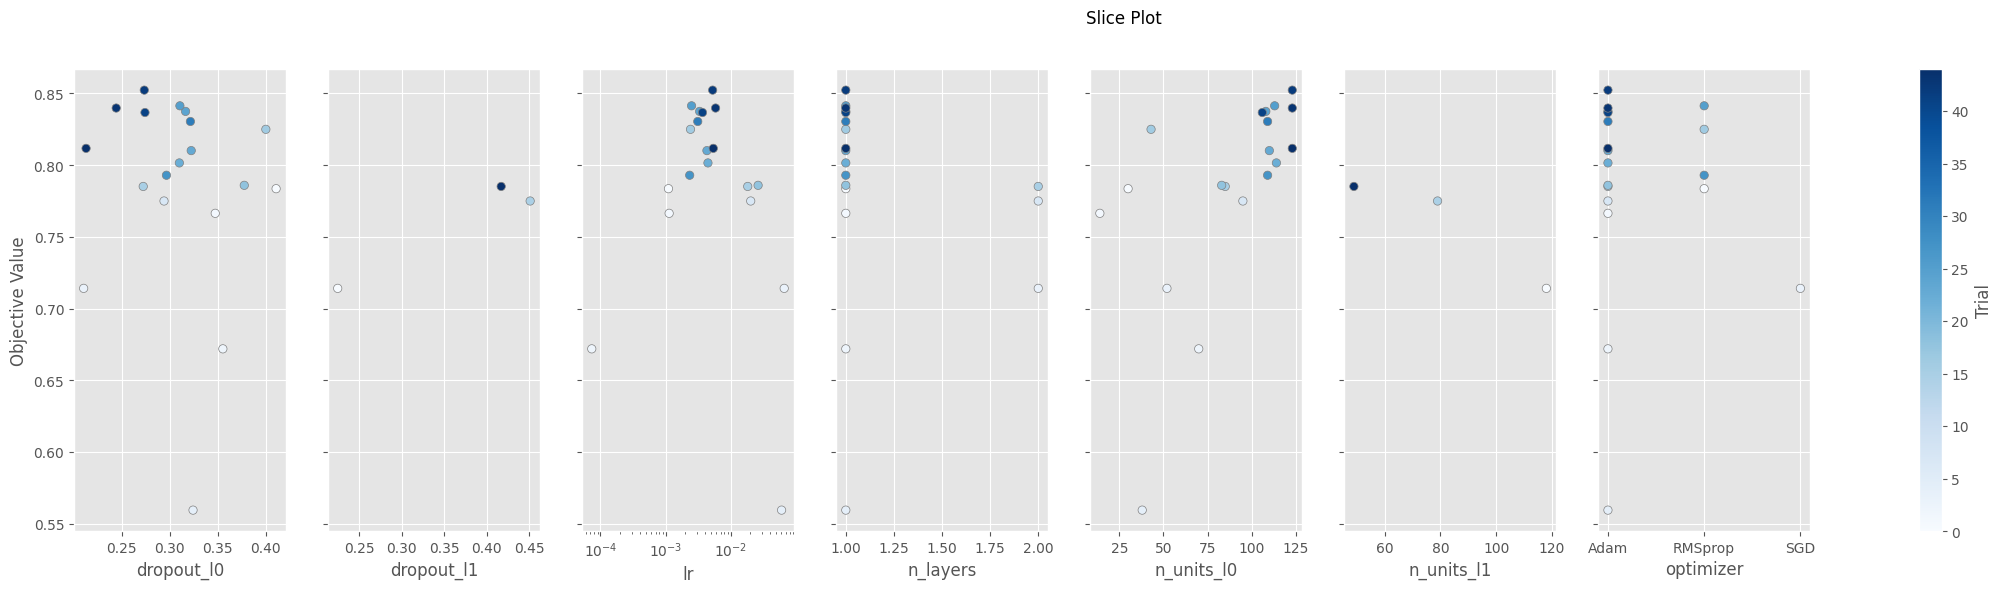 Slice Plot
Objective Value
0.85
0.80
0.75
0.70
0.65
0.60
0.55
0.25 0.30 0.35 0.40
dropout_l0
0.25 0.30 0.35 0.40 0.45
dropout_l1
10⁻⁴ 10⁻³ 10⁻²
lr
1.00 1.25 1.50 1.75 2.00
n_layers
25 50 75 100 125
n_units_l0
60 80 100 120
n_units_l1
Adam RMSprop SGD
optimizer
40
35
30
25
20
15
10
5
0
Trial